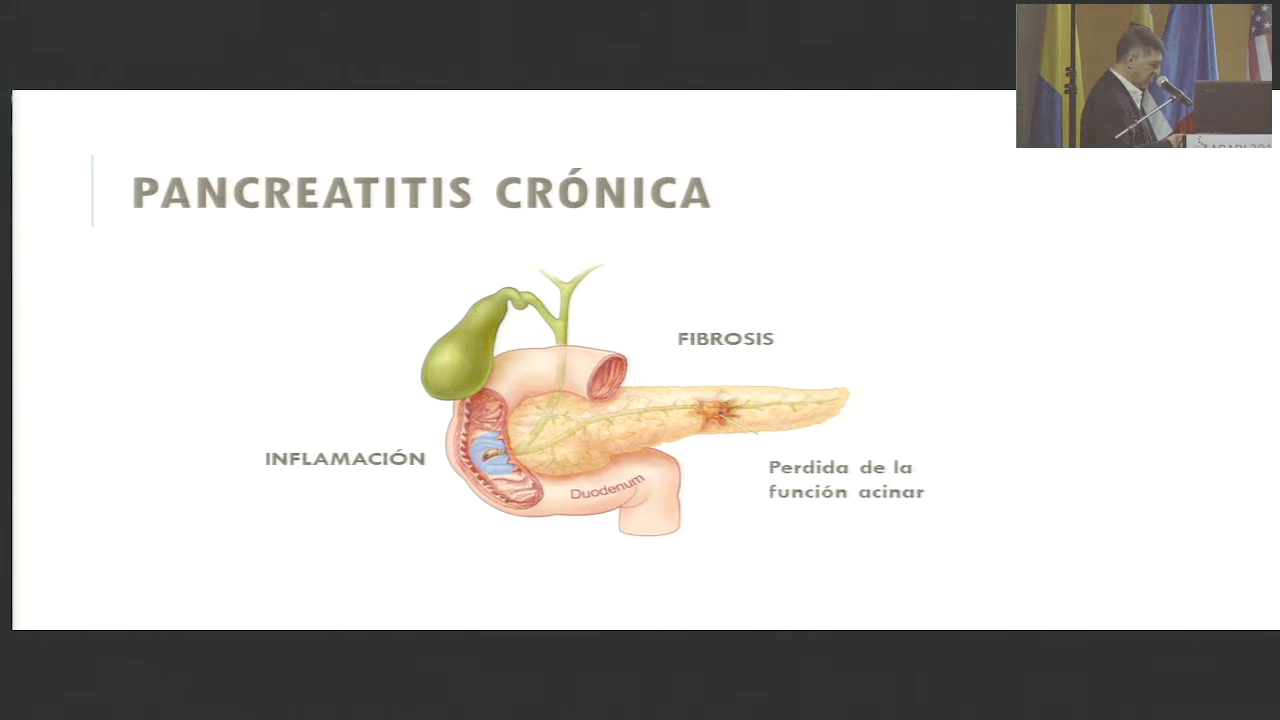 PANCREATITIS CRÓNICA
FIBROSIS
INFLAMACIÓN
Perdida de la
función acinar
Duodenum